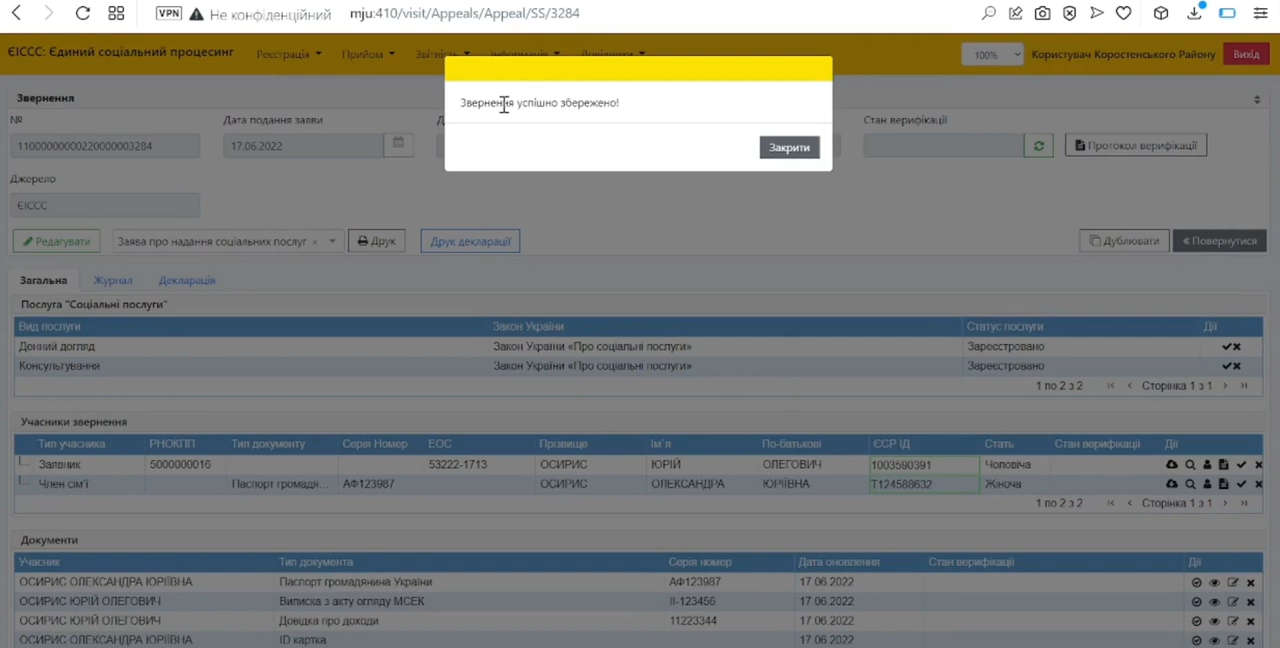 VPN Не конфіденційний mju:410/visit/Appeals/Appeal/SS/3284
ЄІССС: Єдиний соціальний процесинг Реєстрація Прийом Звітність Інформація Довідники 100% Користувач Коростенського Району Вихід
Звернення успішно збережено!
Закрити
Звернення
№ Дата подання заяви Стан верифікації
11000000000220000003284 17.06.2022 Протокол верифікації
Джерело
ЄІССС
Редагувати Заява про надання соціальних послуг × Друк Друк декларації Дублювати « Повернутися
Загальна Журнал Декларація
Послуга "Соціальні послуги"
Вид послуги Закон України Статус послуги Дії
Денний догляд Закон України «Про соціальні послуги» Зареєстровано
Консультування Закон України «Про соціальні послуги» Зареєстровано
1 по 2 з 2 Сторінка 1 з 1
Учасники звернення
Тип учасника РНОКПП Тип документу Серія Номер ЕОС Прізвище Ім'я По-батькові ЄСР ІД Стать Стан верифікації Дії
Заявник 5000000016 53222-1713 ОСИРИС ЮРІЙ ОЛЕГОВИЧ 1003590391 Чоловіча
Член сім'ї Паспорт громадя... АФ123987 ОСИРИС ОЛЕКСАНДРА ЮРІЇВНА T124588632 Жіноча
1 по 2 з 2 Сторінка 1 з 1
Документи
Учасник Тип документа Серія номер Дата оновлення Стан верифікації Дії
ОСИРИС ОЛЕКСАНДРА ЮРІЇВНА Паспорт громадянина України АФ123987 17.06.2022
ОСИРИС ЮРІЙ ОЛЕГОВИЧ Виписка з акту огляду МСЕК ІІ-123456 17.06.2022
ОСИРИС ЮРІЙ ОЛЕГОВИЧ Довідка про доходи 11223344 17.06.2022
ОСИРИС ОЛЕКСАНДРА ЮРІЇВНА ID картка 17.06.2022